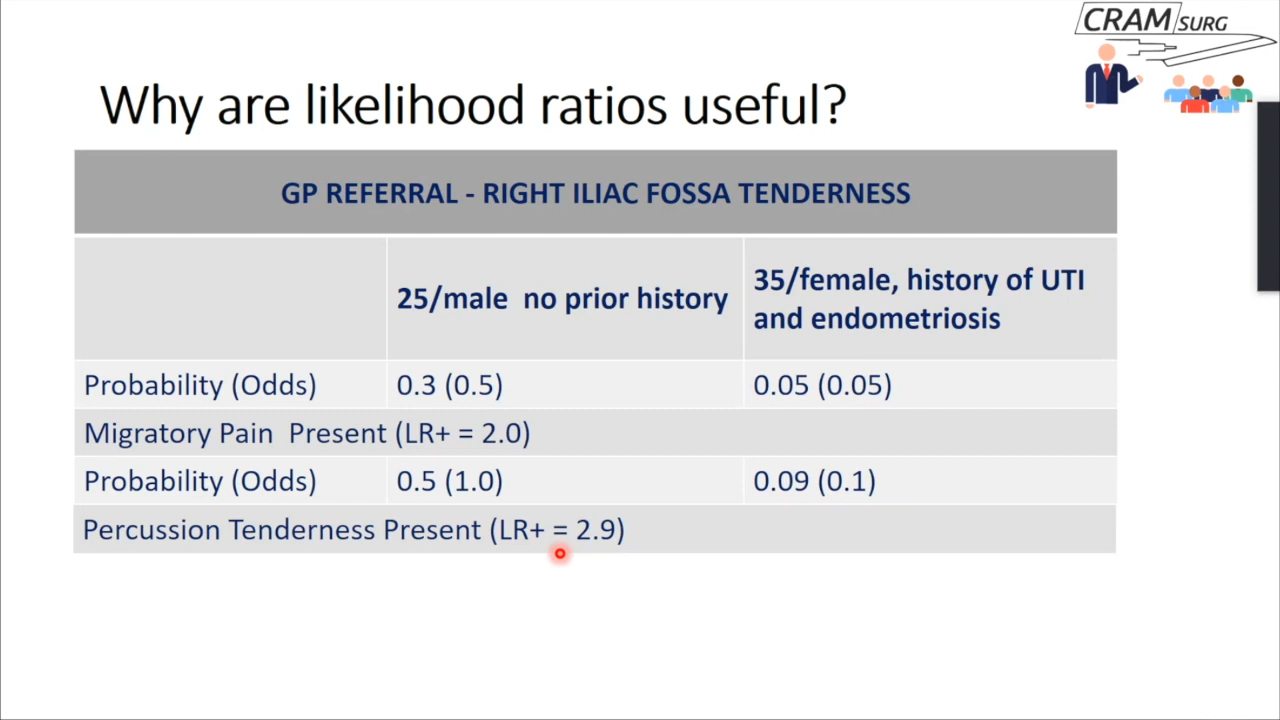 CRAM SURG
Why are likelihood ratios useful?
GP REFERRAL - RIGHT ILIAC FOSSA TENDERNESS
25/male  no prior history
35/female, history of UTI
and endometriosis
Probability (Odds) 0.3 (0.5) 0.05 (0.05)
Migratory Pain  Present (LR+ = 2.0)
Probability (Odds) 0.5 (1.0) 0.09 (0.1)
Percussion Tenderness Present (LR+ = 2.9)